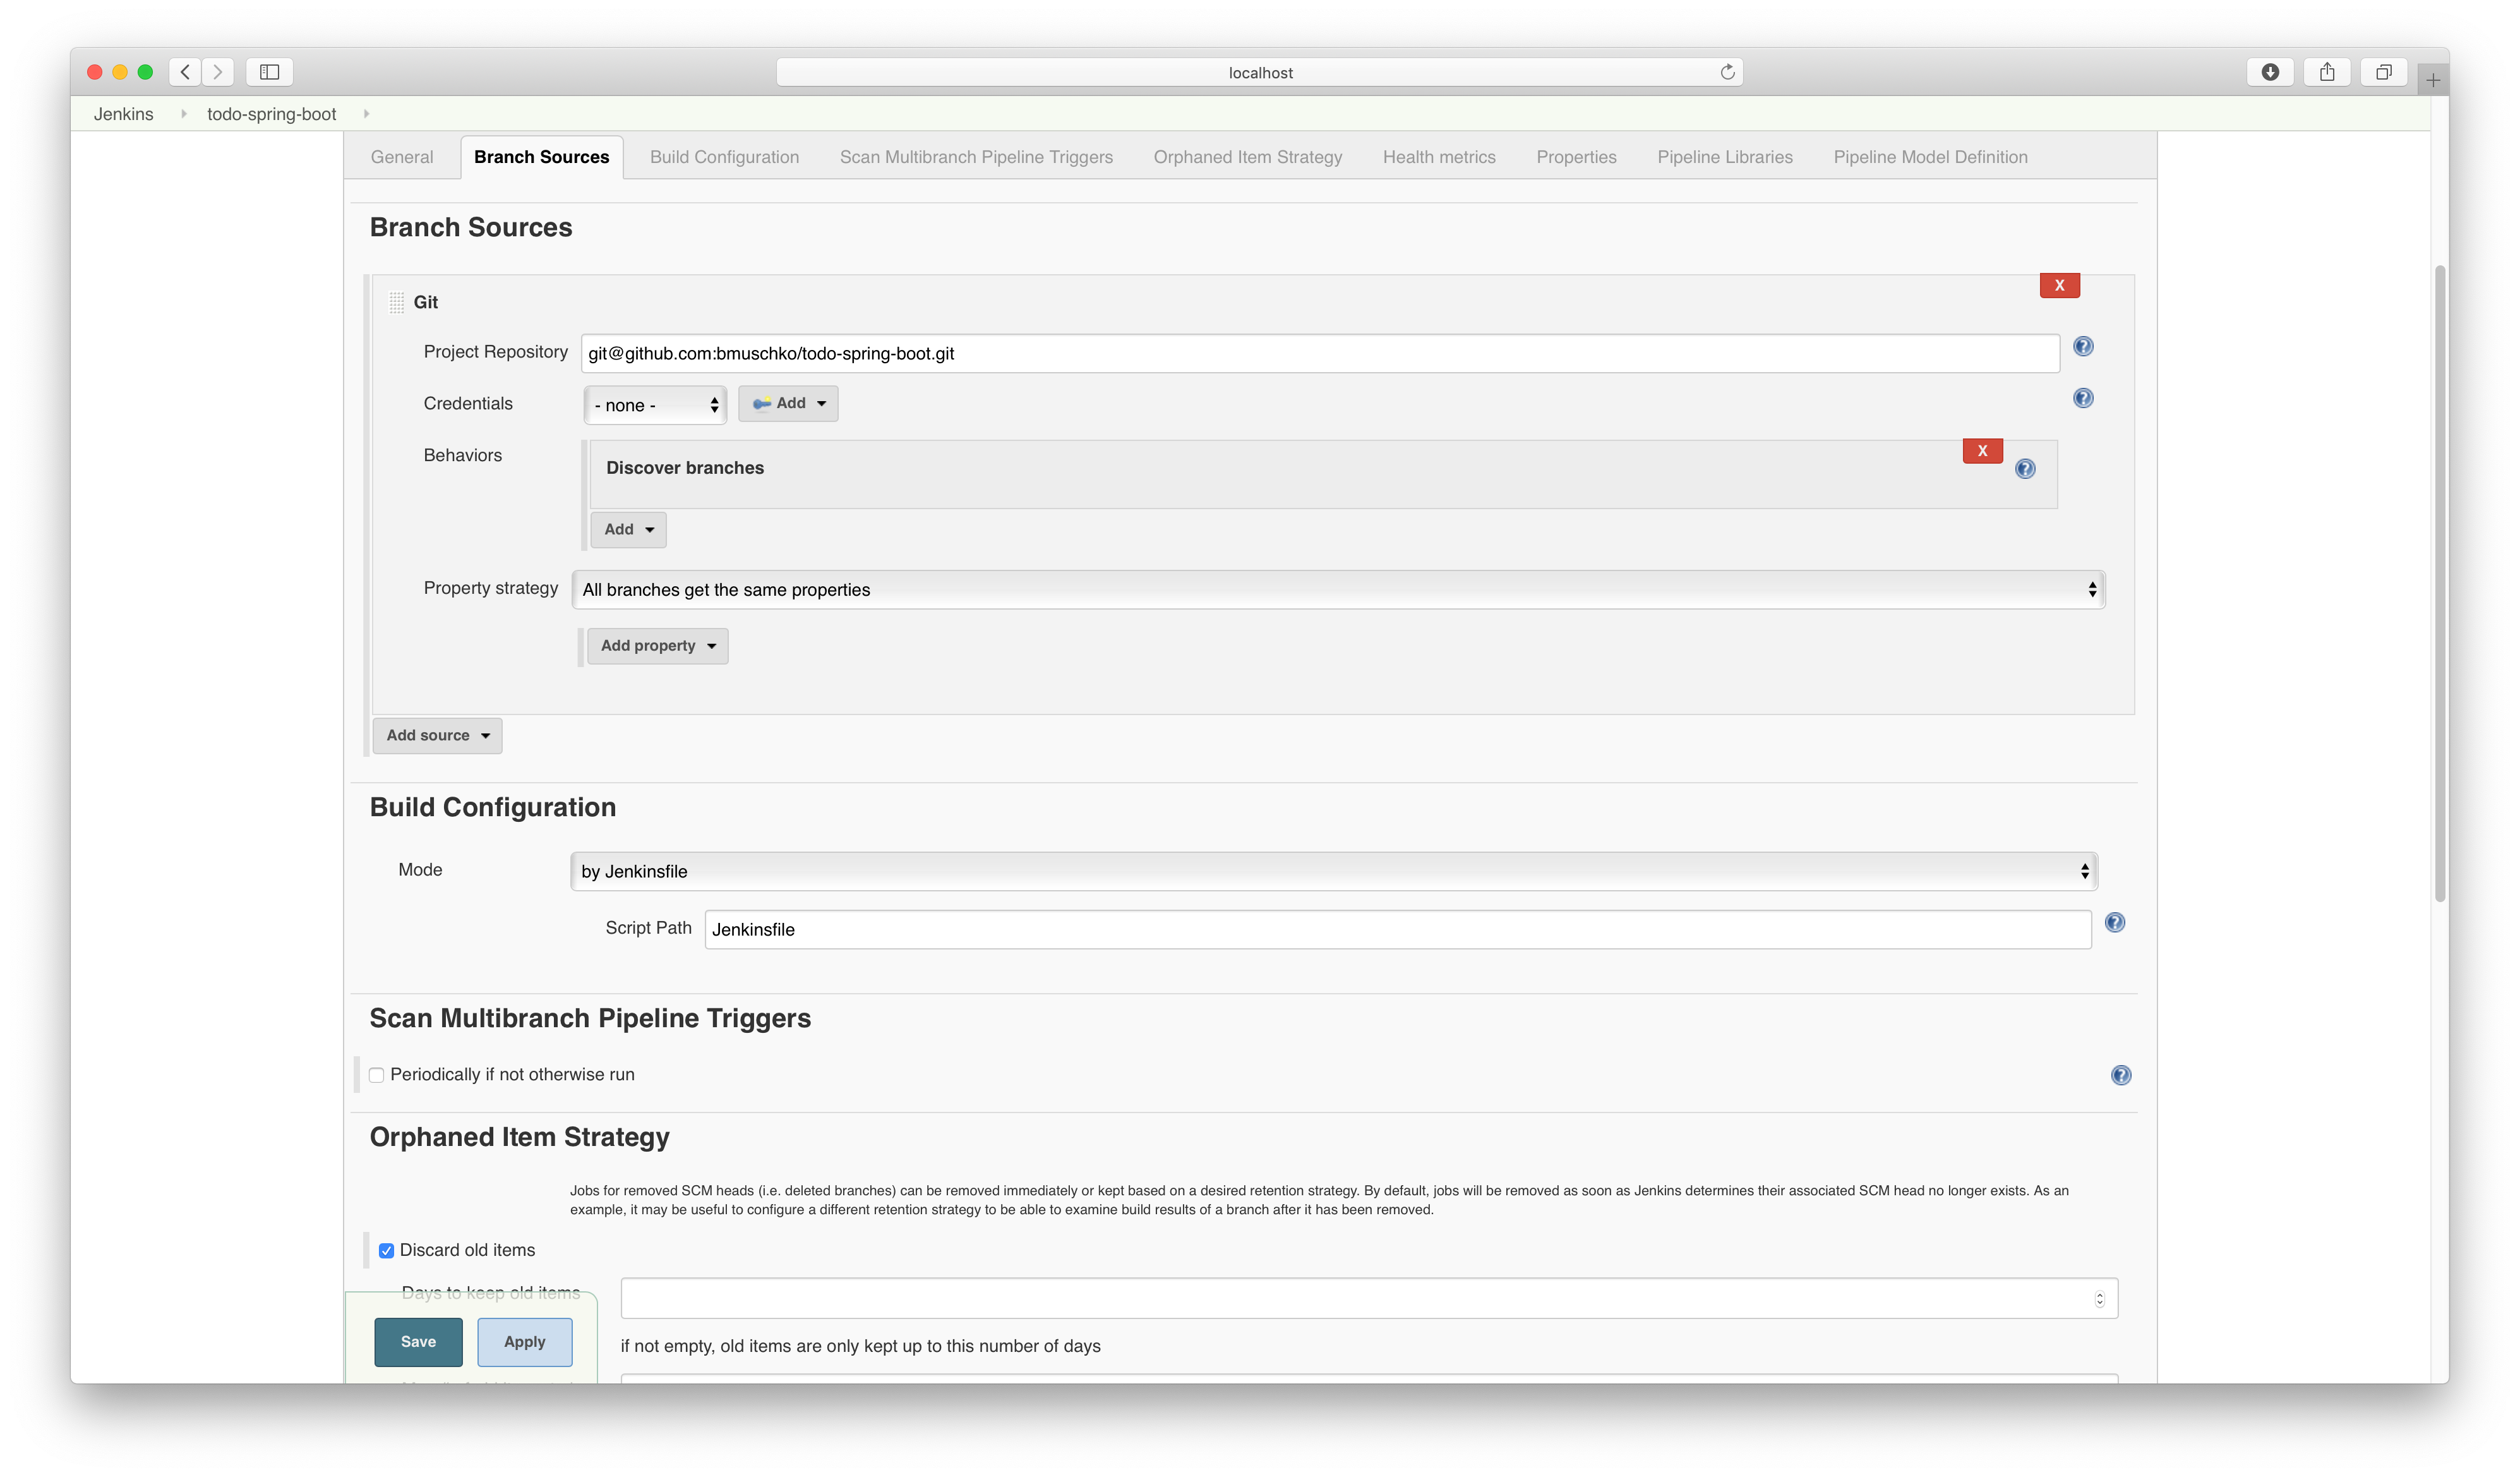 localhost
Jenkins
todo-spring-boot
General Branch Sources Build Configuration Scan Multibranch Pipeline Triggers Orphaned Item Strategy Health metrics Properties Pipeline Libraries Pipeline Model Definition
Branch Sources
X
Git
Project Repository git@github.com:bmuschko/todo-spring-boot.git
Credentials - none - Add
Behaviors
X
Discover branches
Add
Property strategy All branches get the same properties
Add property
Add source
Build Configuration
Mode by Jenkinsfile
Script Path Jenkinsfile
Scan Multibranch Pipeline Triggers
Periodically if not otherwise run
Orphaned Item Strategy
Jobs for removed SCM heads (i.e. deleted branches) can be removed immediately or kept based on a desired retention strategy. By default, jobs will be removed as soon as Jenkins determines their associated SCM head no longer exists. As an
example, it may be useful to configure a different retention strategy to be able to examine build results of a branch after it has been removed.
Discard old items
Days to keep old items
Save Apply
if not empty, old items are only kept up to this number of days